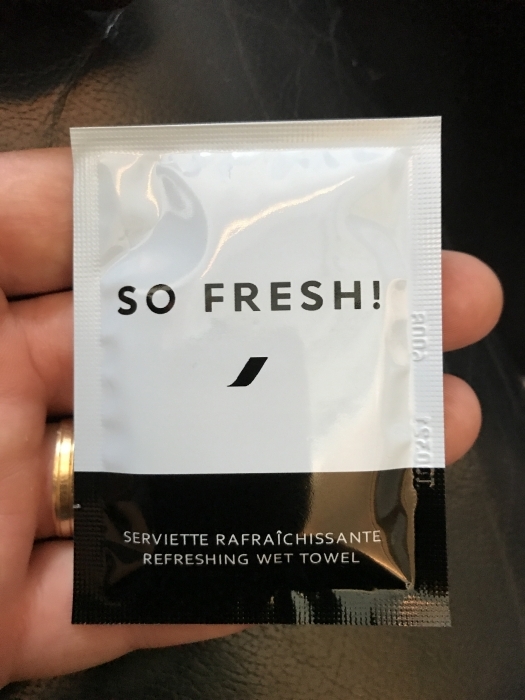 SO FRESH!
SERVIETTE RAFRAÎCHISSANTE
REFRESHING WET TOWEL